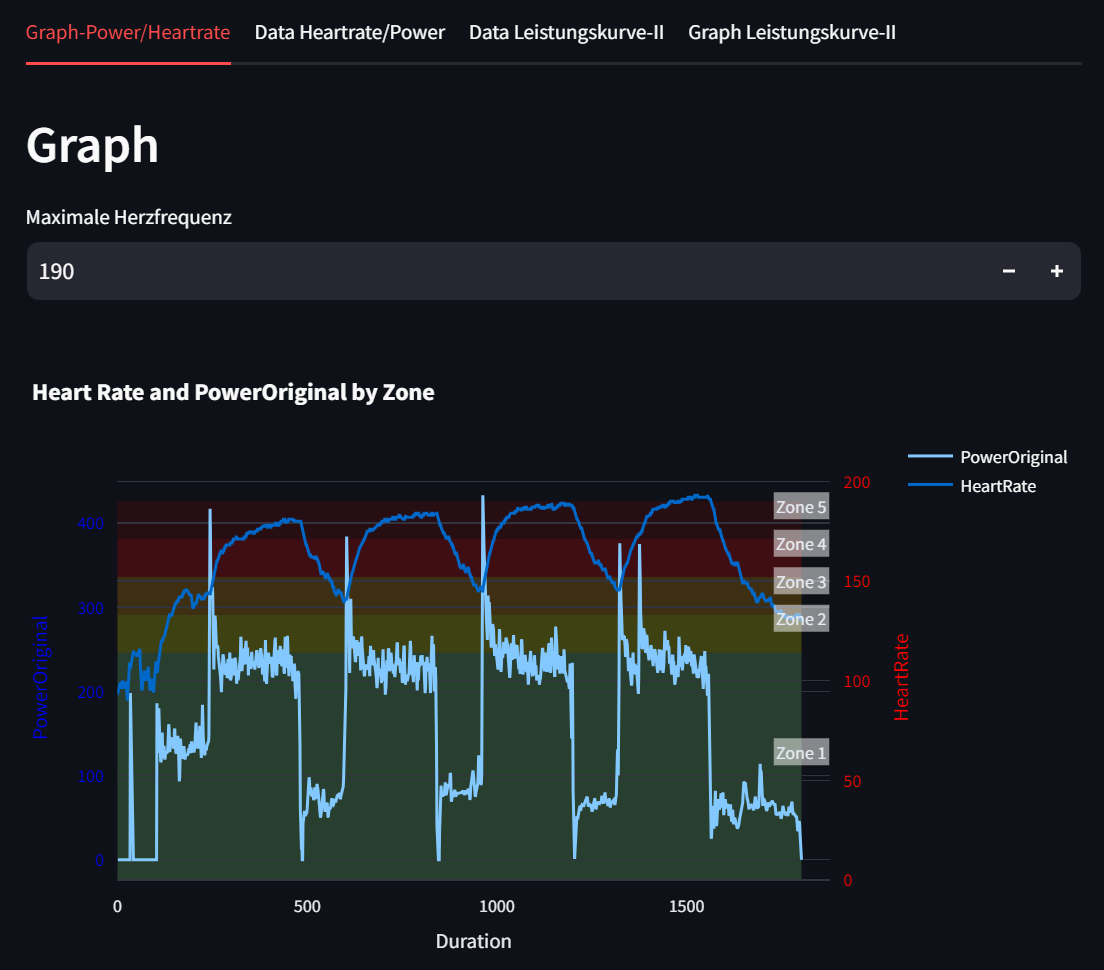 Graph-Power/Heartrate Data Heartrate/Power Data Leistungskurve-II Graph Leistungskurve-II
Graph
Maximale Herzfrequenz
190 − +
Heart Rate and PowerOriginal by Zone
PowerOriginal
HeartRate
200
Zone 5
400
Zone 4
Zone 3
150
300
Zone 2
PowerOriginal
HeartRate
200
100
Zone 1
100
50
0
0
0 500 1000 1500
Duration